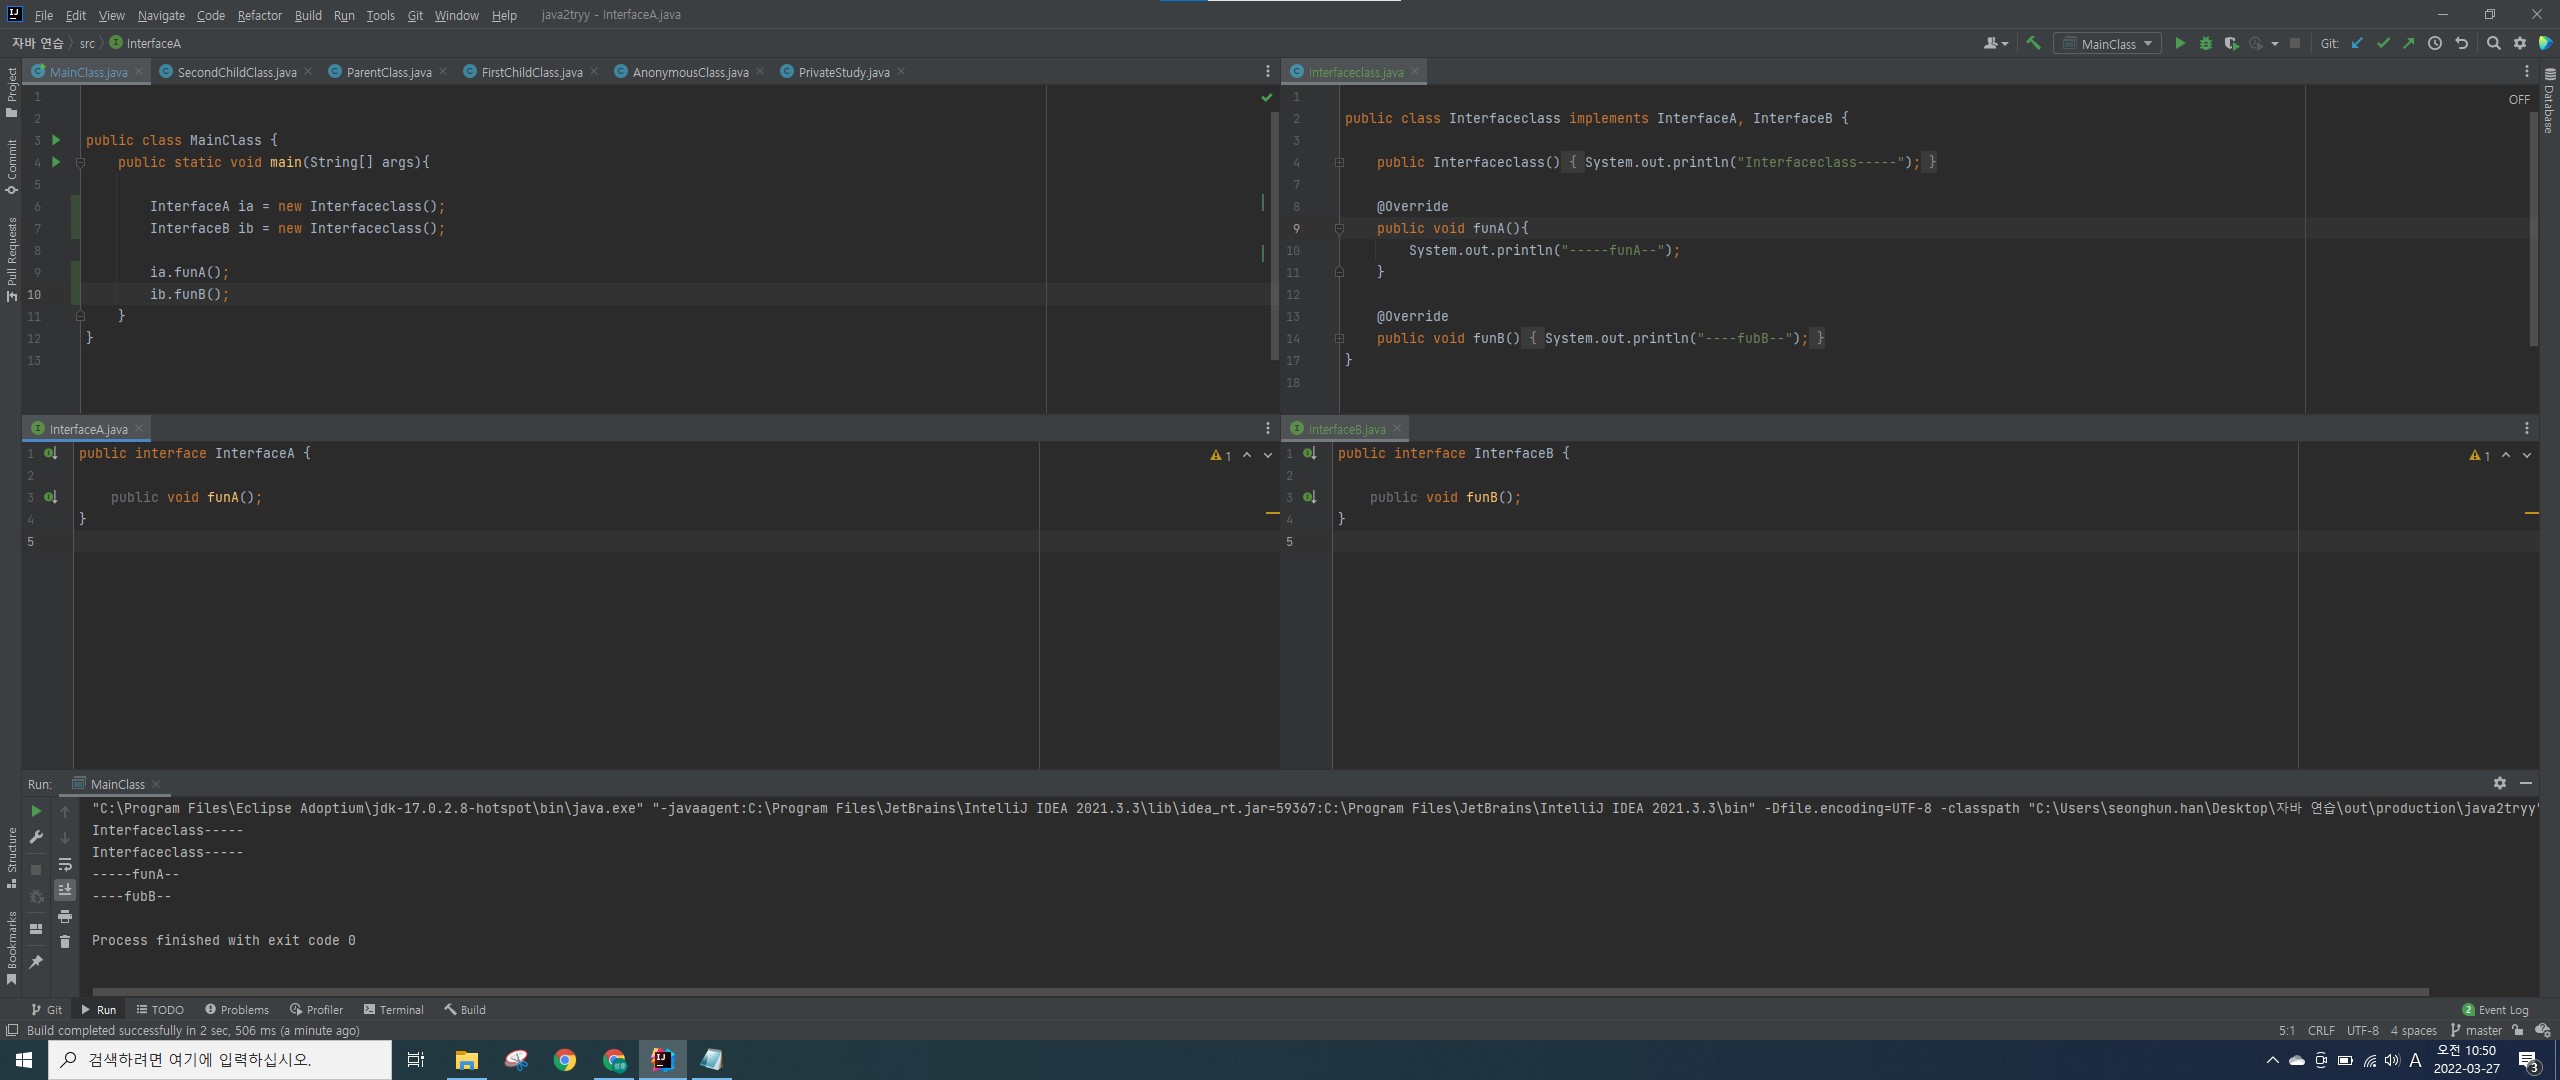 File Edit View Navigate Code Refactor Build Run Tools Git Window Help java2tryy - InterfaceA.java
자바 연습 src InterfaceA
MainClass Git:
Project
Commit
Pull Requests
Structure
Bookmarks
Database
MainClass.java SecondChildClass.java ParentClass.java FirstChildClass.java AnonymousClass.java PrivateStudy.java
1
2
3 public class MainClass {
4 public static void main(String[] args){
5
6 InterfaceA ia = new Interfaceclass();
7 InterfaceB ib = new Interfaceclass();
8
9 ia.funA();
10 ib.funB();
11 }
12 }
13
Interfaceclass.java
OFF
1
2 public class Interfaceclass implements InterfaceA, InterfaceB {
3
4 public Interfaceclass() { System.out.println("Interfaceclass-----"); }
7
8 @Override
9 public void funA(){
10 System.out.println("-----funA--");
11 }
12
13 @Override
14 public void funB() { System.out.println("----fubB--"); }
17 }
18
InterfaceA.java
1 public interface InterfaceA {
1
2
3 public void funA();
4 }
5
InterfaceB.java
1 public interface InterfaceB {
1
2
3 public void funB();
4 }
5
Run: MainClass
"C:\Program Files\Eclipse Adoptium\jdk-17.0.2.8-hotspot\bin\java.exe" "-javaagent:C:\Program Files\JetBrains\IntelliJ IDEA 2021.3.3\lib\idea_rt.jar=59367:C:\Program Files\JetBrains\IntelliJ IDEA 2021.3.3\bin" -Dfile.encoding=UTF-8 -classpath "C:\Users\seonghun.han\Desktop\자바 연습\out\production\java2tryy"
Interfaceclass-----
Interfaceclass-----
-----funA--
----fubB--
Process finished with exit code 0
Git Run TODO Problems Profiler Terminal Build 2 Event Log
Build completed successfully in 2 sec, 506 ms (a minute ago) 5:1 CRLF UTF-8 4 spaces master
검색하려면 여기에 입력하십시오.
A 오전 10:50
2022-03-27
3